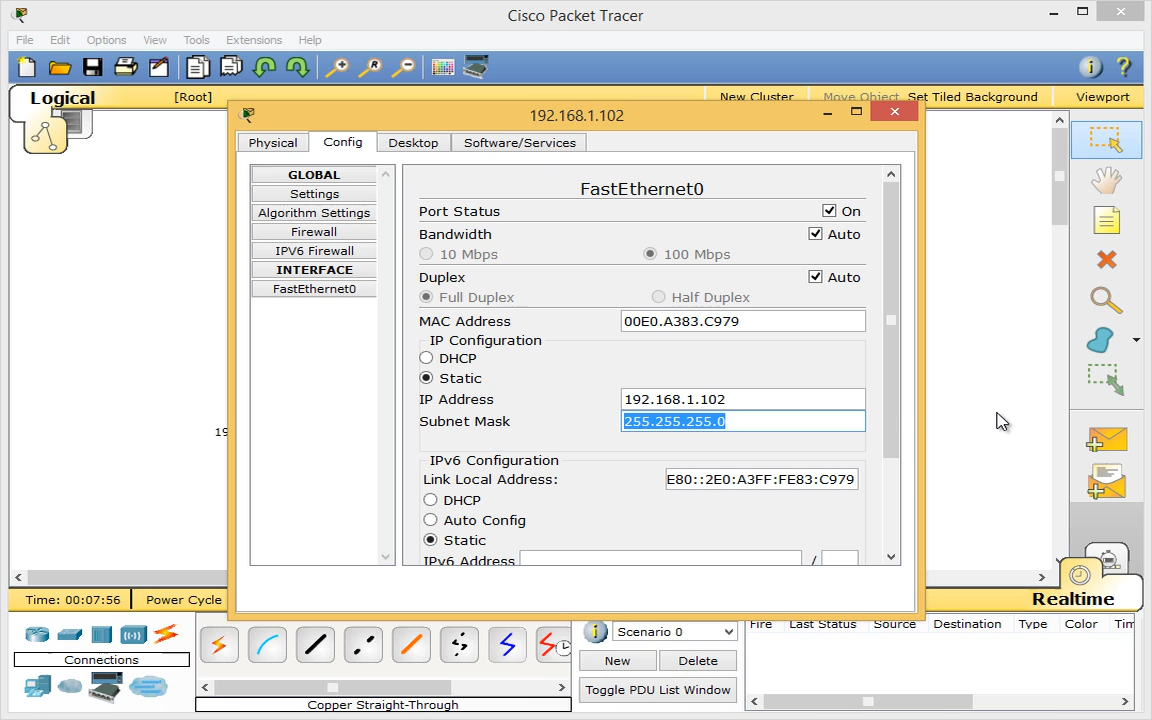 Cisco Packet Tracer
File Edit Options View Tools Extensions Help
Logical [Root] New Cluster Move Object Set Tiled Background Viewport
192.168.1.102
Physical Config Desktop Software/Services
GLOBAL
Settings
Algorithm Settings
Firewall
IPV6 Firewall
INTERFACE
FastEthernet0
FastEthernet0
Port Status On
Bandwidth Auto
10 Mbps 100 Mbps
Duplex Auto
Full Duplex Half Duplex
MAC Address 00E0.A383.C979
IP Configuration
DHCP
Static
IP Address 192.168.1.102
Subnet Mask 255.255.255.0
IPv6 Configuration
Link Local Address: E80::2E0:A3FF:FE83:C979
DHCP
Auto Config
Static
IPv6 Address /
19
Time: 00:07:56 Power Cycle
Realtime
Connections
Copper Straight-Through
Scenario 0
New Delete
Toggle PDU List Window
Fire Last Status Source Destination Type Color Tim